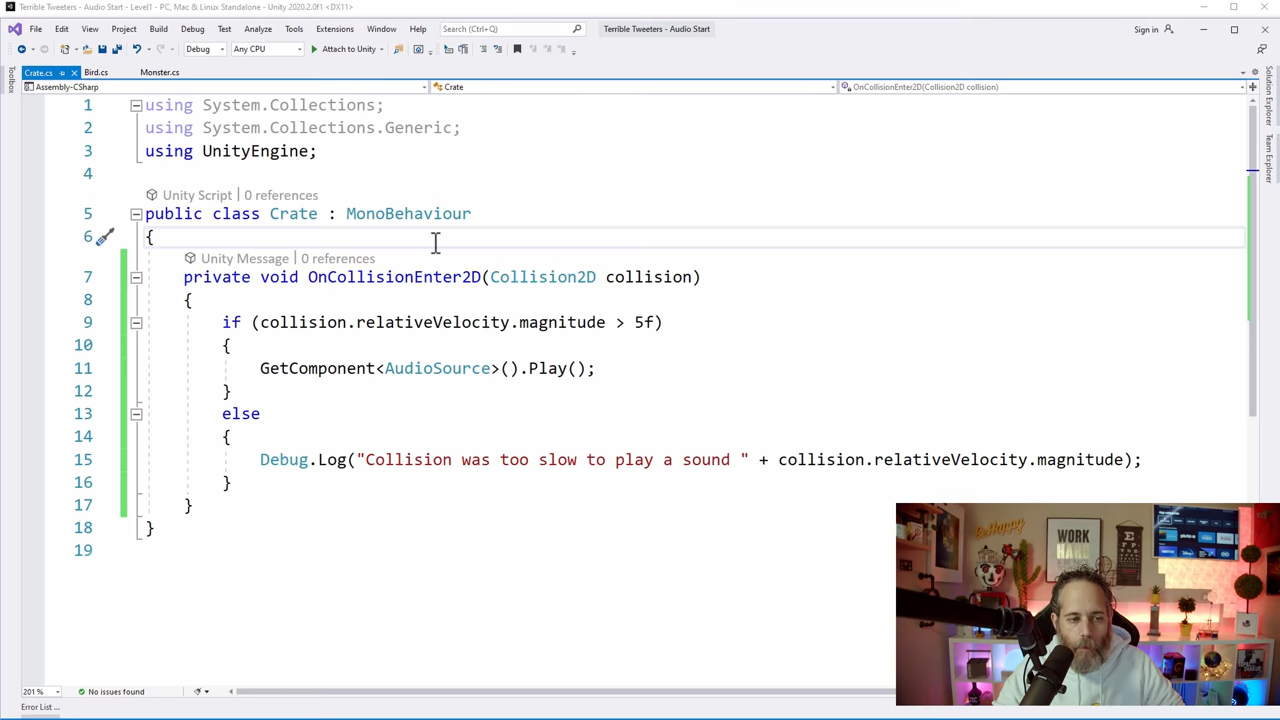 Terrible Tweeters - Audio Start - Level1 - PC, Mac & Linux Standalone - Unity 2020.2.0f1 <DX11>
File Edit View Project Build Debug Test Analyze Tools Extensions Window Help Search (Ctrl+Q) Terrible Tweeters - Audio Start Sign in
Debug Any CPU Attach to Unity
Toolbox
Crate.cs Bird.cs Monster.cs
Assembly-CSharp Crate OnCollisionEnter2D(Collision2D collision)
Solution Explorer
Team Explorer
1 using System.Collections;
2 using System.Collections.Generic;
3 using UnityEngine;
4
Unity Script | 0 references
5 public class Crate : MonoBehaviour
6 {
Unity Message | 0 references
7 private void OnCollisionEnter2D(Collision2D collision)
8 {
9 if (collision.relativeVelocity.magnitude > 5f)
10 {
11 GetComponent<AudioSource>().Play();
12 }
13 else
14 {
15 Debug.Log("Collision was too slow to play a sound " + collision.relativeVelocity.magnitude);
16 }
17 }
18 }
19
BeHappy
WORK
HARD
201 % No issues found
Error List ...